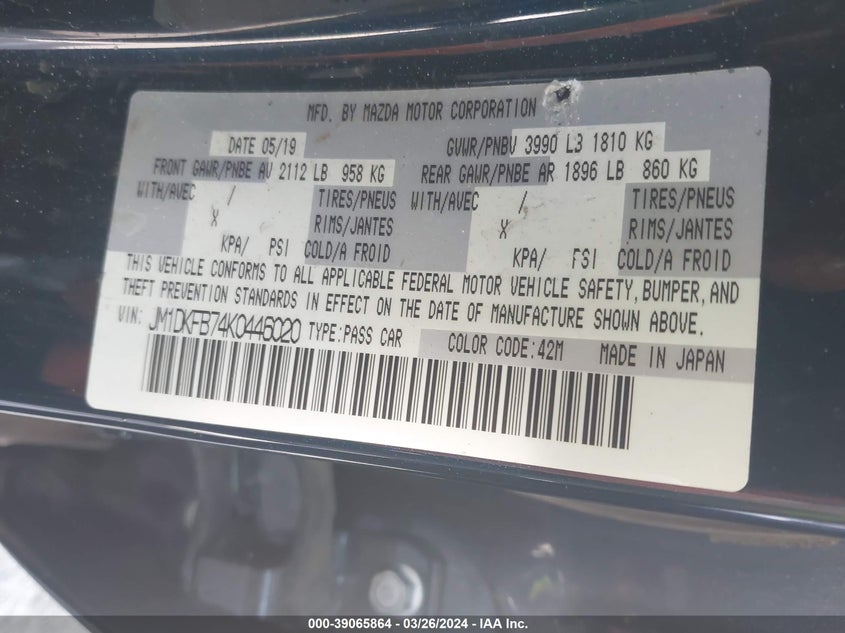 MFD. BY MAZDA MOTOR CORPORATION
DATE 05/19 GVWR/PNBV 3990 LB 1810 KG
FRONT GAWR/PNBE AV 2112 LB 958 KG REAR GAWR/PNBE AR 1896 LB 860 KG
WITH/AVEC / TIRES/PNEUS WITH/AVEC / TIRES/PNEUS
X RIMS/JANTES X RIMS/JANTES
KPA/ PSI COLD/A FROID KPA/ PSI COLD/A FROID
THIS VEHICLE CONFORMS TO ALL APPLICABLE FEDERAL MOTOR VEHICLE SAFETY, BUMPER, AND
THEFT PREVENTION STANDARDS IN EFFECT ON THE DATE OF MANUFACTURE SHOWN ABOVE.
VIN: JM1DKFB74K0446020 TYPE:PASS CAR COLOR CODE:42M MADE IN JAPAN
000-39065864 / 03/26/2024 - IAA Inc.